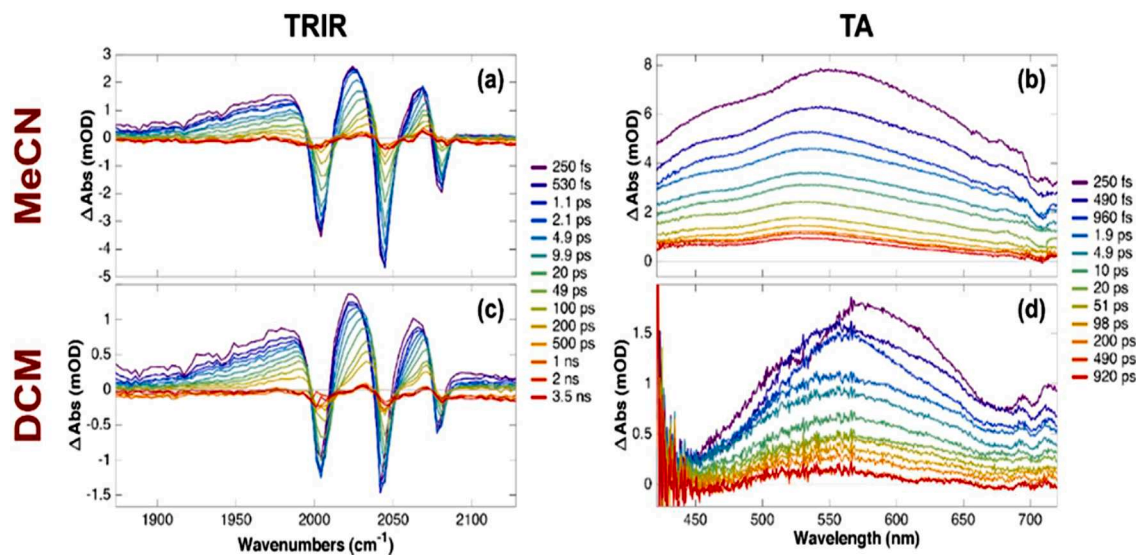 TRIR
TA
MeCN
DCM
Δ Abs (mOD)
3
2
1
0
-1
-2
-3
-4
-5
(a)
Δ Abs (mOD)
8
6
4
2
0
(b)
250 fs
530 fs
1.1 ps
2.1 ps
4.9 ps
9.9 ps
20 ps
49 ps
100 ps
200 ps
500 ps
1 ns
2 ns
3.5 ns
250 fs
490 fs
960 fs
1.9 ps
4.9 ps
10 ps
20 ps
51 ps
98 ps
200 ps
490 ps
920 ps
Δ Abs (mOD)
1
0.5
0
-0.5
-1
-1.5
(c)
1900 1950 2000 2050 2100
Wavenumbers (cm⁻¹)
Δ Abs (mOD)
1.5
1
0.5
0
(d)
450 500 550 600 650 700
Wavelength (nm)